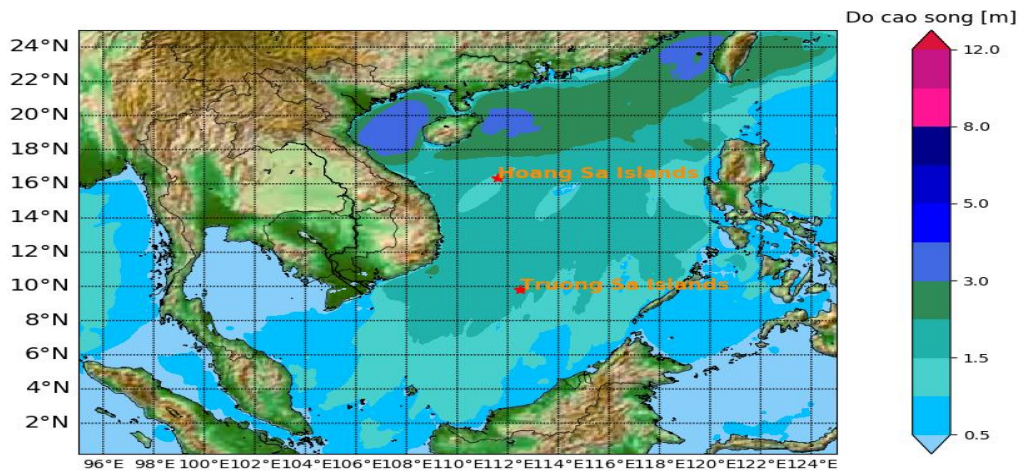 Do cao song [m]
24°N
22°N
20°N
18°N
16°N
14°N
12°N
10°N
8°N
6°N
4°N
2°N
96°E 98°E 100°E 102°E 104°E 106°E 108°E 110°E 112°E 114°E 116°E 118°E 120°E 122°E 124°E
Hoang Sa Islands
Truong Sa Islands
12.0
8.0
5.0
3.0
1.5
0.5